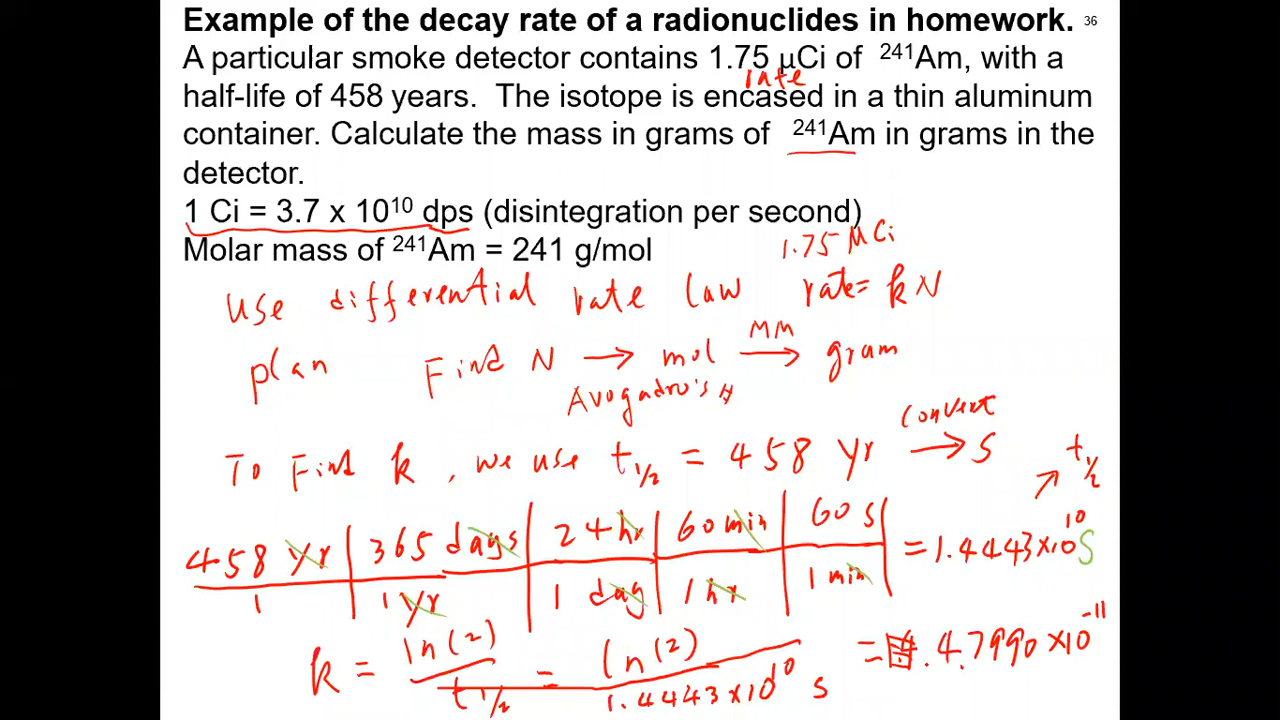 Example of the decay rate of a radionuclides in homework. 36
A particular smoke detector contains 1.75 μCi of ²⁴¹Am, with a
rate
half-life of 458 years. The isotope is encased in a thin aluminum
container. Calculate the mass in grams of ²⁴¹Am in grams in the
detector.
1 Ci = 3.7 x 10¹⁰ dps (disintegration per second)
Molar mass of ²⁴¹Am = 241 g/mol
1.75 μCi
Use differential rate law rate = kN
plan Find N → mol MM → gram
Avogadro's #
To Find k, we use t₁/₂ = 458 yr convert → s
t₁/₂
458 yr | 365 days | 24 hr | 60 min | 60 s = 1.4443×10¹⁰ s
1 | 1 yr | 1 day | 1 hr | 1 min
k = ln(2) / t₁/₂ = ln(2) / 1.4443×10¹⁰ s = 4.7990×10⁻¹¹